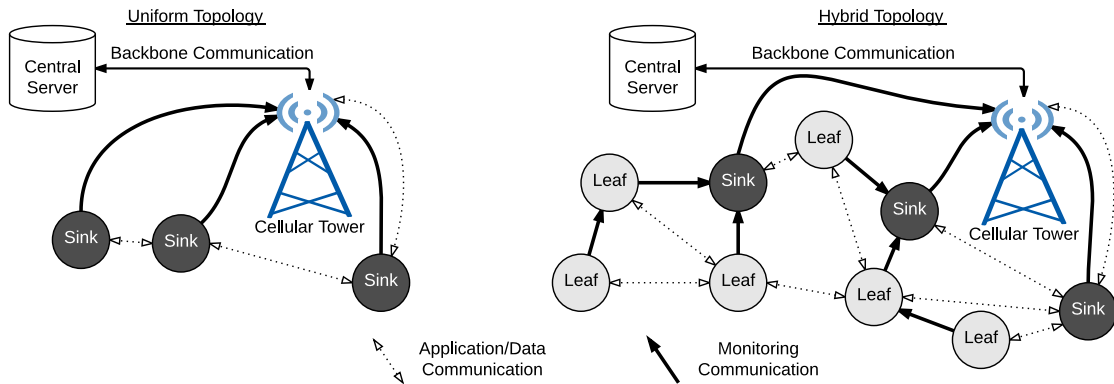 Uniform Topology
Backbone Communication
Central
Server
Cellular Tower
Sink
Sink
Sink
Application/Data
Communication
Hybrid Topology
Backbone Communication
Central
Server
Leaf
Leaf
Sink
Sink
Cellular Tower
Leaf
Leaf
Leaf
Sink
Leaf
Monitoring
Communication